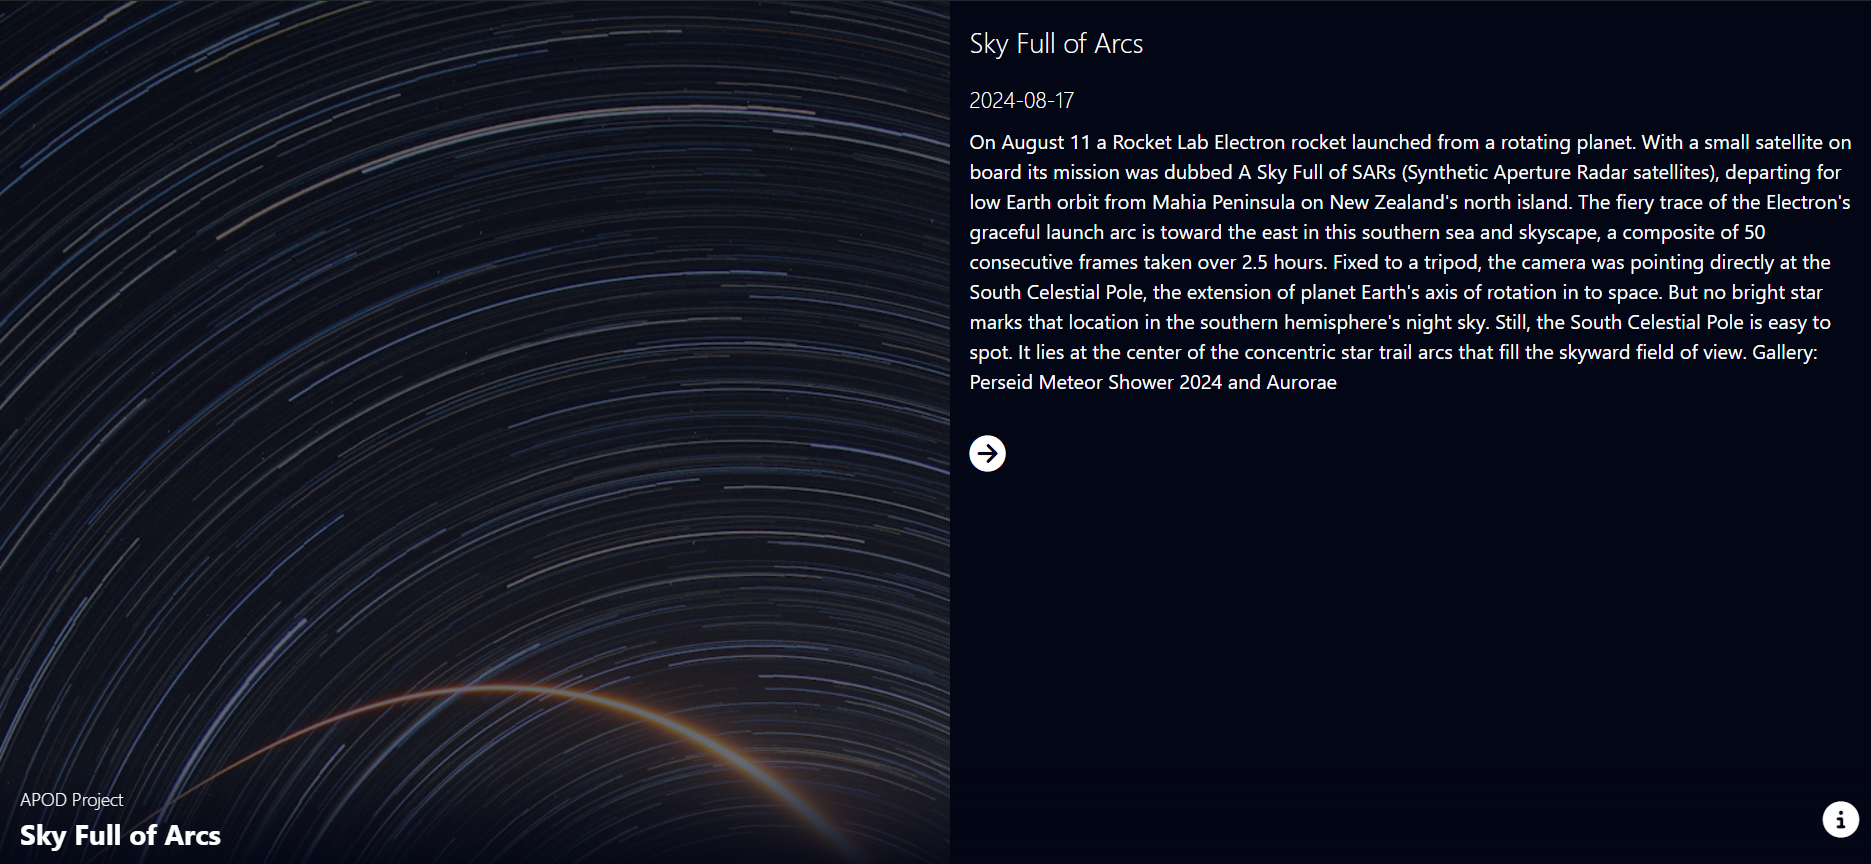 Sky Full of Arcs
2024-08-17
On August 11 a Rocket Lab Electron rocket launched from a rotating planet. With a small satellite on
board its mission was dubbed A Sky Full of SARs (Synthetic Aperture Radar satellites), departing for
low Earth orbit from Mahia Peninsula on New Zealand's north island. The fiery trace of the Electron's
graceful launch arc is toward the east in this southern sea and skyscape, a composite of 50
consecutive frames taken over 2.5 hours. Fixed to a tripod, the camera was pointing directly at the
South Celestial Pole, the extension of planet Earth's axis of rotation in to space. But no bright star
marks that location in the southern hemisphere's night sky. Still, the South Celestial Pole is easy to
spot. It lies at the center of the concentric star trail arcs that fill the skyward field of view. Gallery:
Perseid Meteor Shower 2024 and Aurorae
APOD Project
Sky Full of Arcs